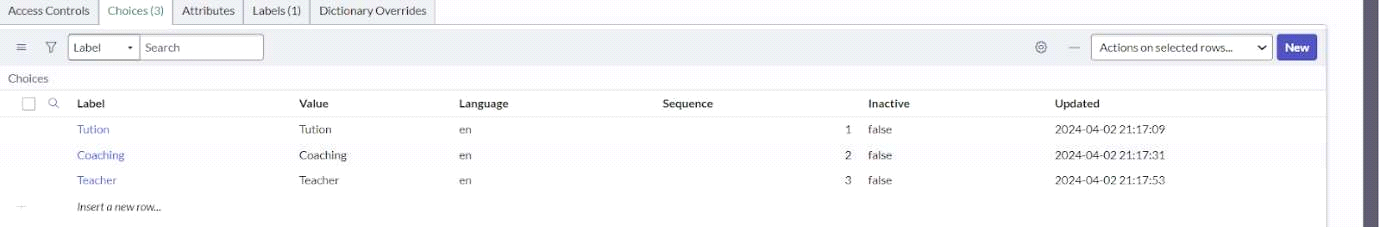 Access Controls Choices (3) Attributes Labels (1) Dictionary Overrides
Label Search Actions on selected rows... New
Choices
Label Value Language Sequence Inactive Updated
Tution Tution en 1 false 2024-04-02 21:17:09
Coaching Coaching en 2 false 2024-04-02 21:17:31
Teacher Teacher en 3 false 2024-04-02 21:17:53
Insert a new row...